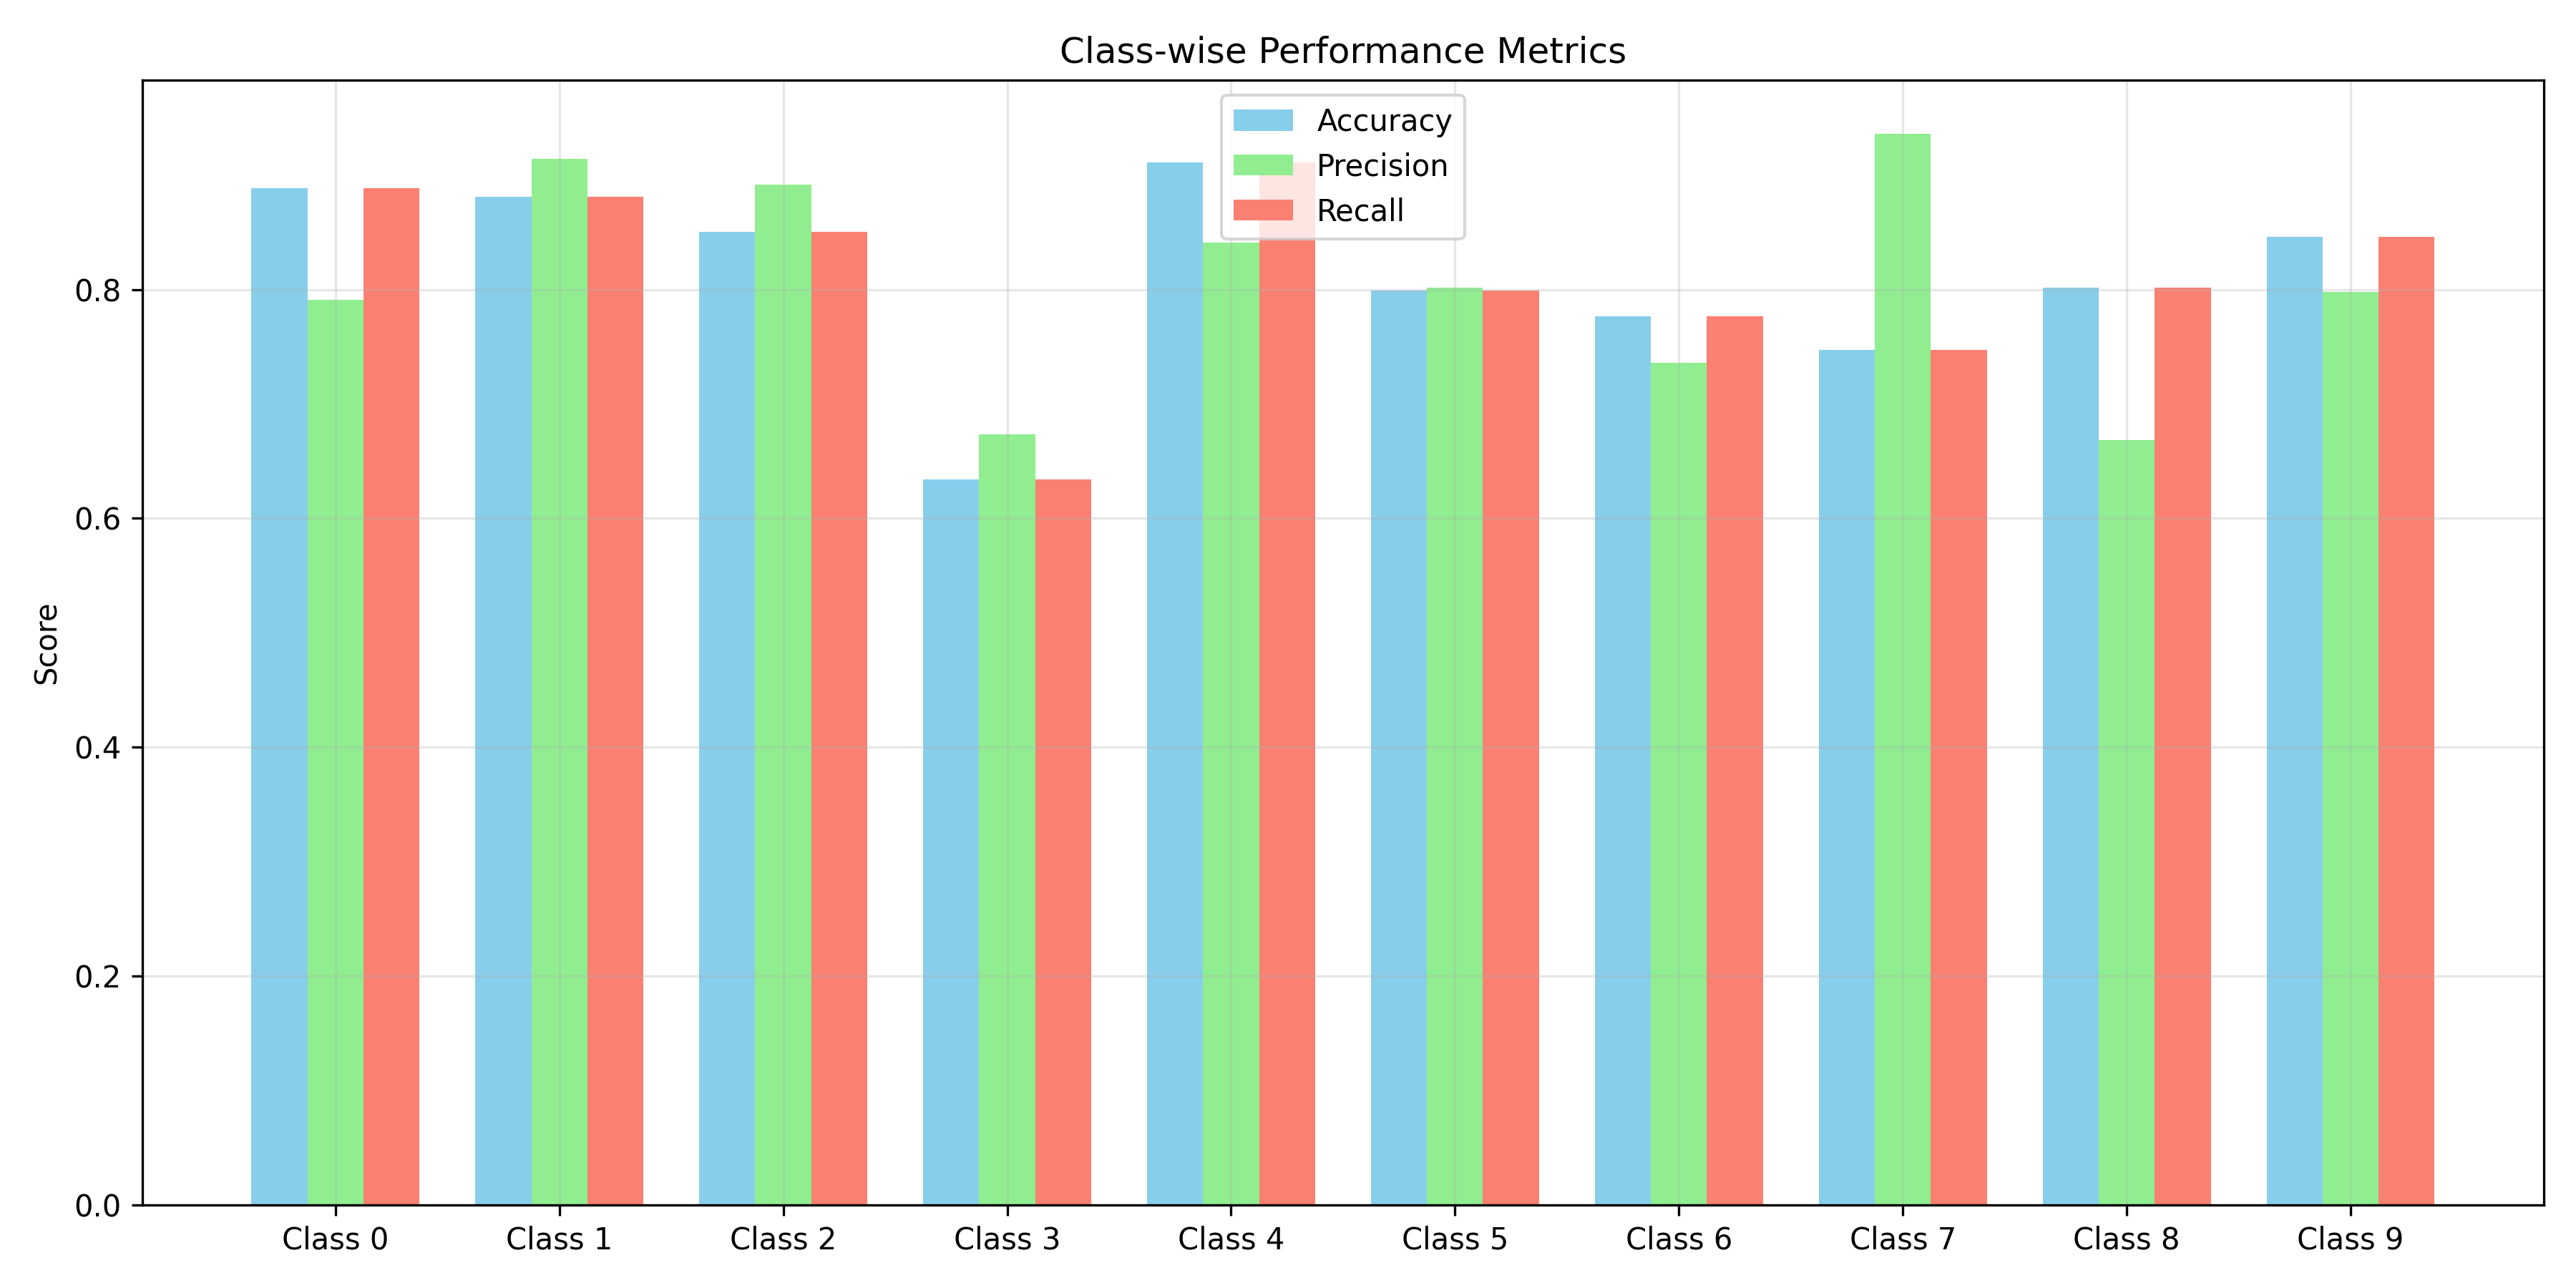 Class-wise Performance Metrics
Accuracy
Precision
Recall
Score
0.8
0.6
0.4
0.2
0.0
Class 0 Class 1 Class 2 Class 3 Class 4 Class 5 Class 6 Class 7 Class 8 Class 9